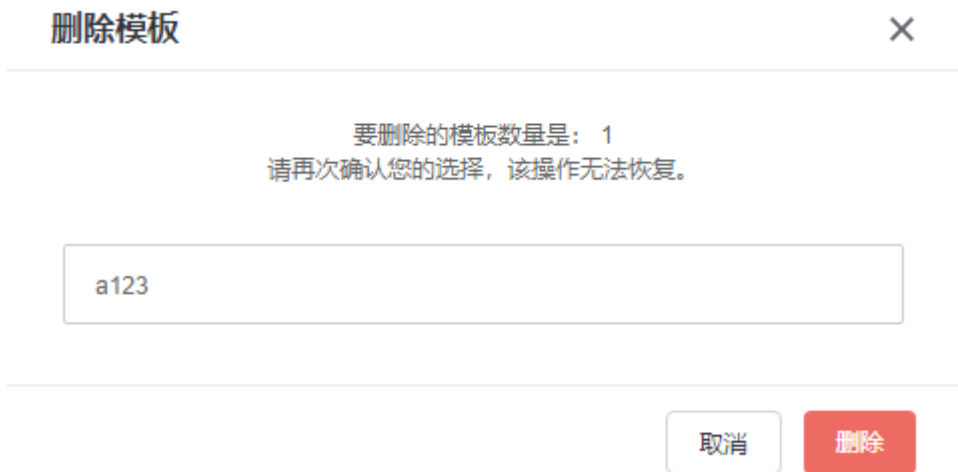 删除模板
要删除的模板数量是： 1
请再次确认您的选择，该操作无法恢复。
a123
取消
删除